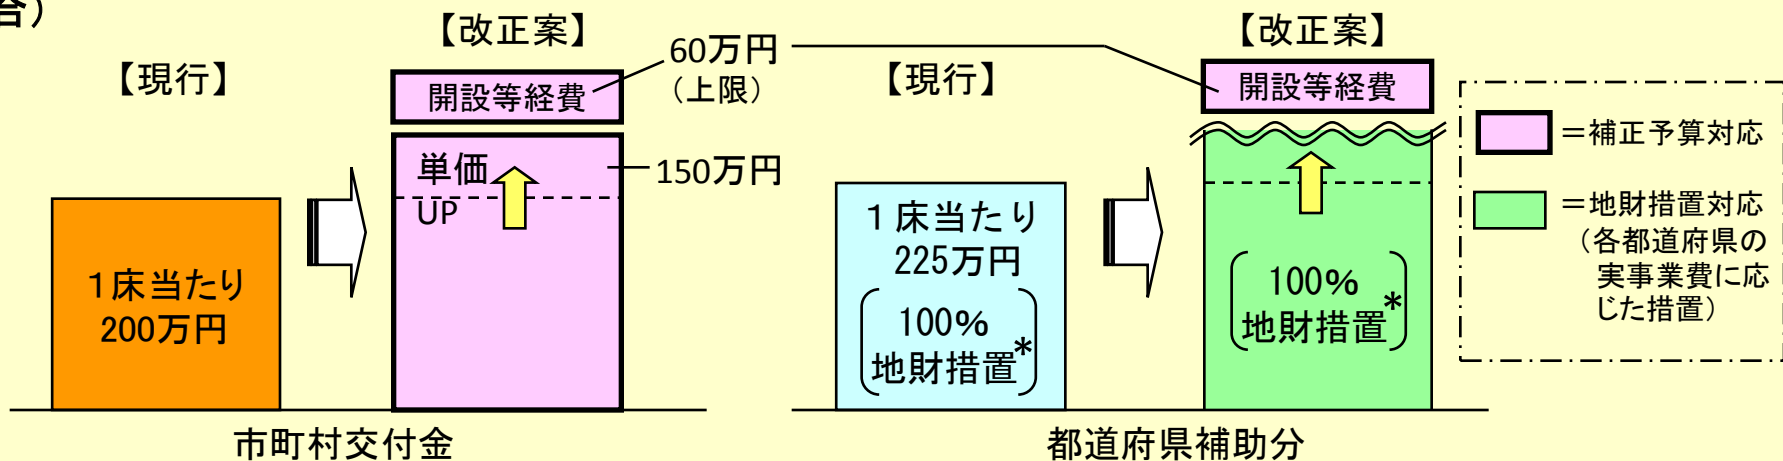 合）
【現行】
1床当たり
200万円
【改正案】
開設等経費
60万円
（上限）
単価
UP
150万円
市町村交付金
【現行】
1床当たり
225万円
100%
地財措置*
【改正案】
開設等経費
100%
地財措置*
都道府県補助分
＝補正予算対応
＝地財措置対応
（各都道府県の
実事業費に応
じた措置）